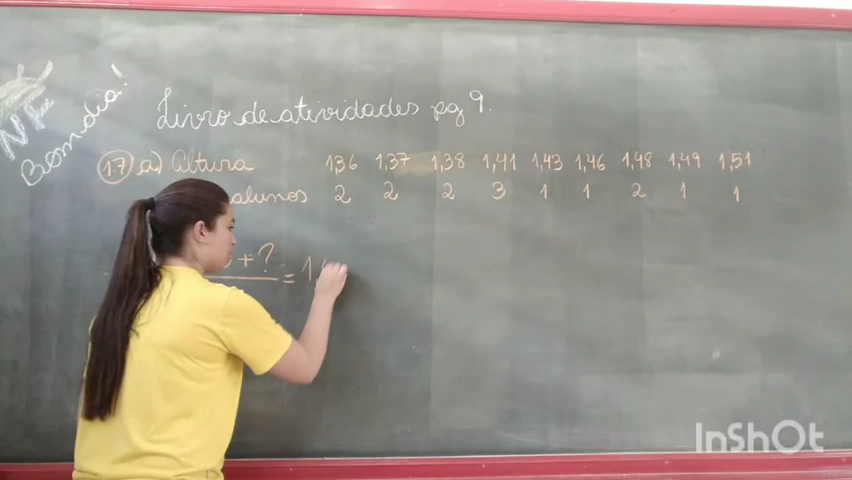 Bom dia!
Livro de atividades pg 9.
17 a) Altura 1,36 1,37 1,38 1,41 1,43 1,46 1,48 1,49 1,51
alunos 2 2 2 3 1 1 2 1 1
+ ? = 1,
InShOt